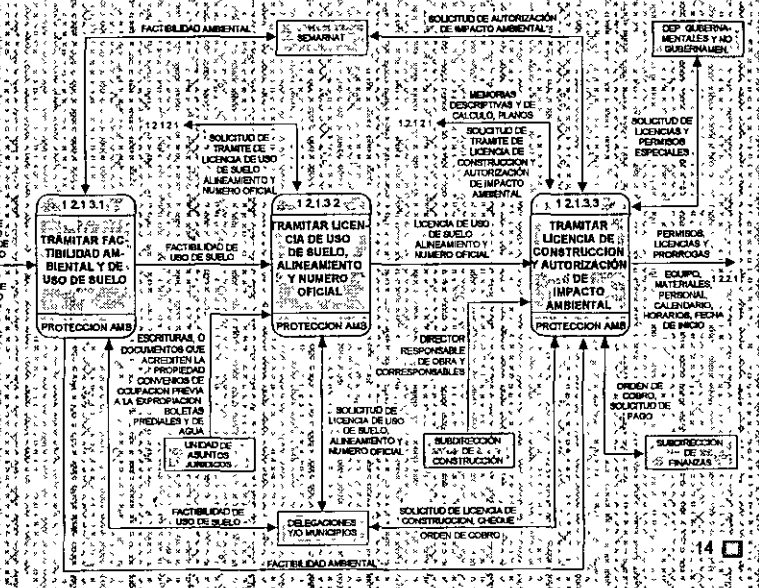 FACTIBILIDAD AMBIENTAL
SEMARNAT
SOLICITUD DE AUTORIZACIÓN
DE IMPACTO AMBIENTAL
DEP GUBERNA-
MENTALES Y NO
GUBERNAMEN.
1.2.1.2.1
SOLICITUD DE
TRAMITE DE
LICENCIA DE USO
DE SUELO
ALINEAMIENTO Y
NUMERO OFICIAL
MEMORIAS
DESCRIPTIVAS Y DE
CALCULO, PLANOS
1.2.1.2.1
SOLICITUD DE
TRAMITE DE
LICENCIA DE
CONSTRUCCION Y
AUTORIZACIÓN
DE IMPACTO
AMBIENTAL
SOLICITUD DE
LICENCIAS Y
PERMISOS
ESPECIALES
1.2.1.3.1
TRAMITAR FAC-
TIBILIDAD AM-
BIENTAL Y DE
USO DE SUELO
PROTECCION AMB
FACTIBILIDAD DE
USO DE SUELO
1.2.1.3.2
TRAMITAR LICEN-
CIA DE USO
DE SUELO,
ALINEAMIENTO
Y NUMERO
OFICIAL
PROTECCION AMB
LICENCIA DE USO
DE SUELO
ALINEAMIENTO Y
NUMERO OFICIAL
1.2.1.3.3
TRAMITAR
LICENCIA DE
CONSTRUCCION
Y AUTORIZACIÓN
DE
IMPACTO
AMBIENTAL
PROTECCION AMB
PERMISOS,
LICENCIAS Y
PRORROGAS
1.2.2.1
EQUIPO,
MATERIALES,
PERSONAL,
CALENDARIO,
HORARIOS, FECHA
DE INICIO
ESCRITURAS, O
DOCUMENTOS QUE
ACREDITEN LA
PROPIEDAD
CONVENIOS DE
OCUPACION PREVIA
A LA EXPROPIACION
BOLETAS
PREDIALES Y DE
AGUA
UNIDAD DE
ASUNTOS
JURIDICOS
SOLICITUD DE
LICENCIA DE USO
DE SUELO,
ALINEAMIENTO Y
NUMERO OFICIAL
DIRECTOR
RESPONSABLE
DE OBRA Y
CORRESPONSABLES
SUBDIRECCIÓN
DE
CONSTRUCCIÓN
ORDEN DE
COBRO,
SOLICITUD DE
PAGO
SUBDIRECCIÓN
DE
FINANZAS
FACTIBILIDAD DE
USO DE SUELO
DELEGACIONES
Y/O MUNICIPIOS
SOLICITUD DE LICENCIA DE
CONSTRUCCION, CHEQUE
ORDEN DE COBRO
FACTIBILIDAD AMBIENTAL
14